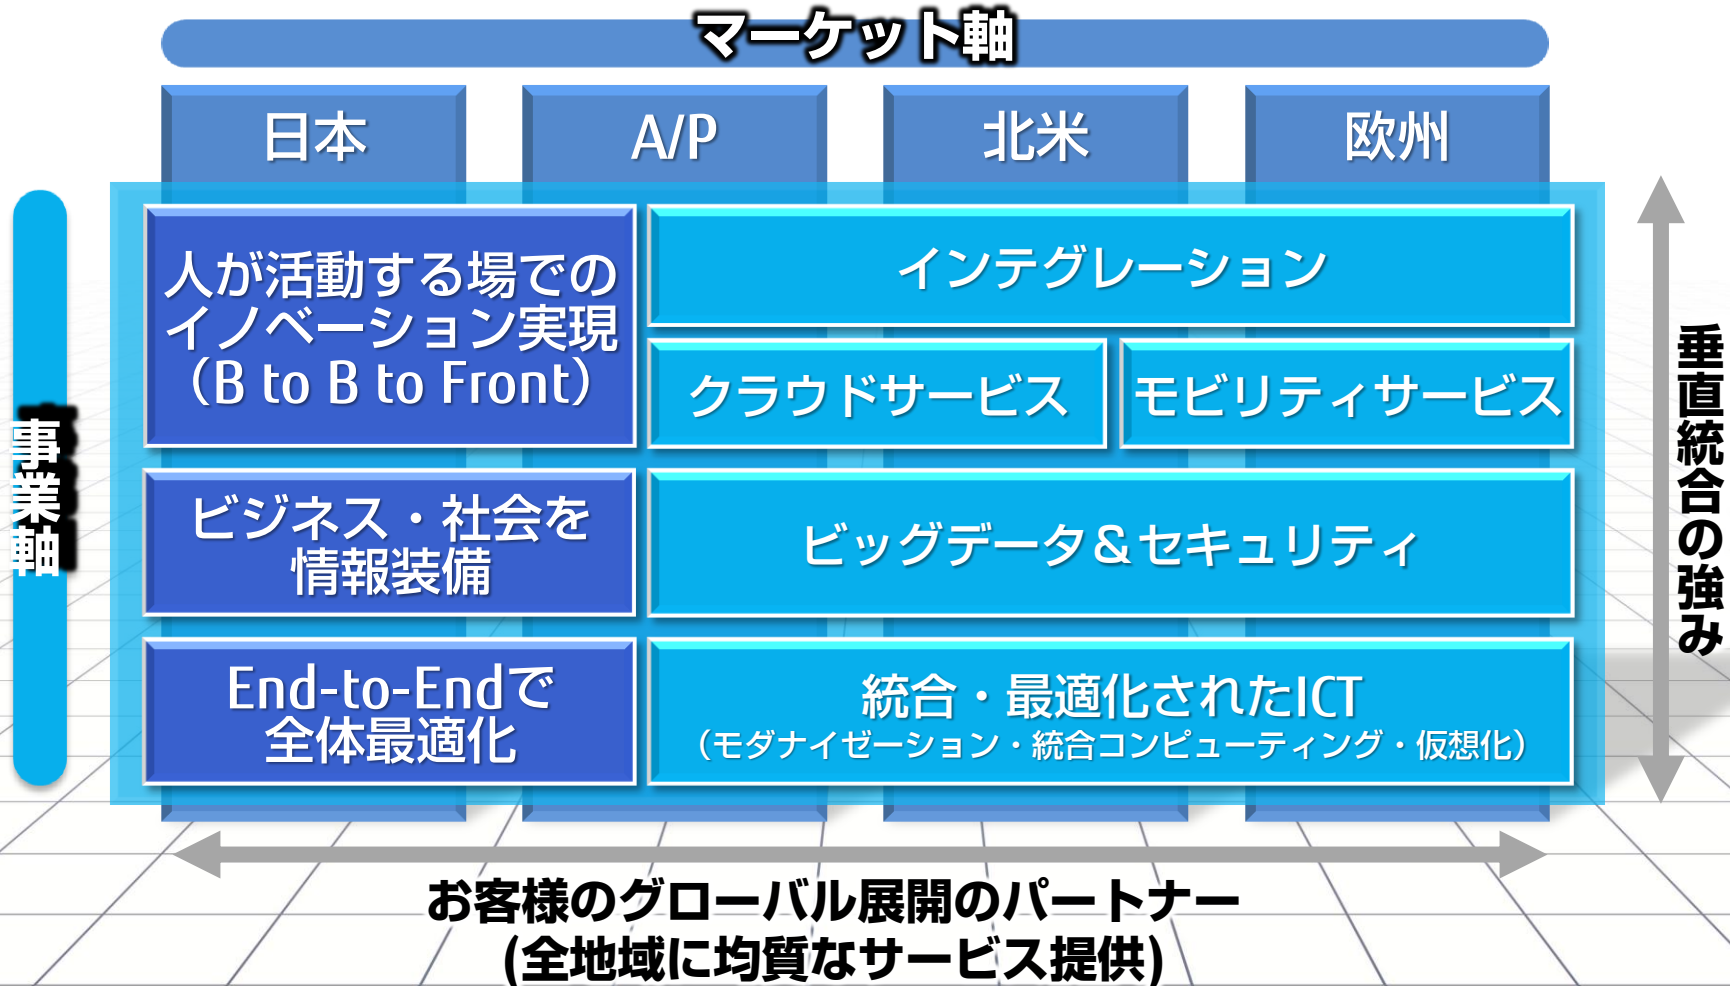 マーケット軸
日本
A/P
北米
欧州
事業軸
人が活動する場での
イノベーション実現
（B to B to Front）
インテグレーション
クラウドサービス
モビリティサービス
ビジネス・社会を
情報装備
ビッグデータ＆セキュリティ
End-to-Endで
全体最適化
統合・最適化されたICT
（モダナイゼーション・統合コンピューティング・仮想化）
垂直統合の強み
お客様のグローバル展開のパートナー
(全地域に均質なサービス提供)